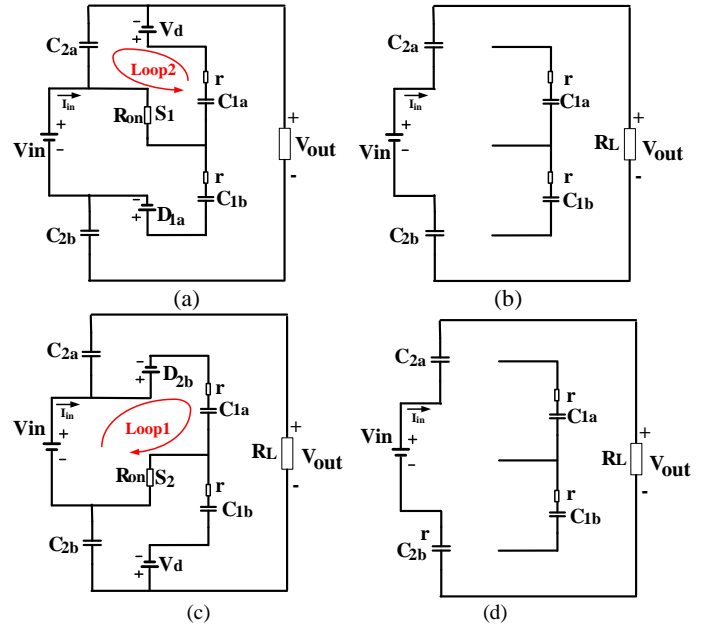 C2a
- Vd
+
Loop2
r
C1a
Iin
Ron S1
+
Vin
-
+
Vout
-
r
C1b
-
+
D1a
C2b
(a)
C2a
r
C1a
Iin
+
Vin
-
+
RL Vout
-
r
C1b
C2b
(b)
C2a
-
+
D2b
r
C1a
Iin
+
Vin
-
Loop1
+
RL Vout
-
Ron S2
r
C1b
C2b
-
+
Vd
(c)
C2a
r
C1a
Iin
+
Vin
-
+
RL Vout
-
r
C1b
r
C2b
(d)